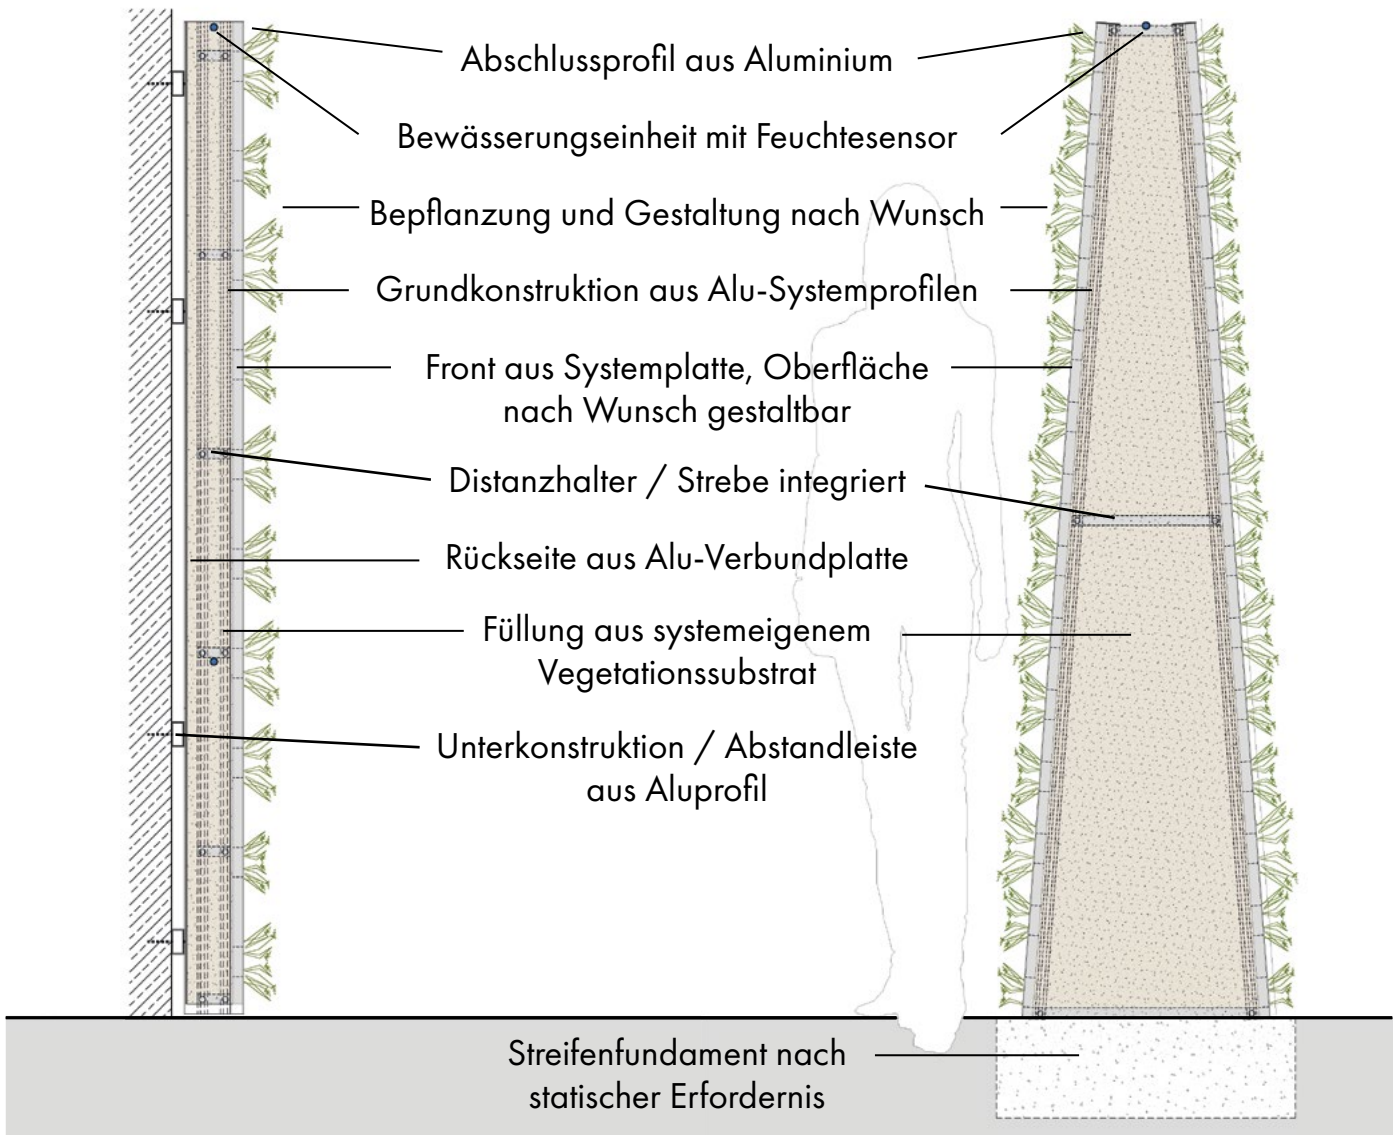 Abschlussprofil aus Aluminium
Bewässerungseinheit mit Feuchtesensor
Bepflanzung und Gestaltung nach Wunsch
Grundkonstruktion aus Alu-Systemprofilen
Front aus Systemplatte, Oberfläche
nach Wunsch gestaltbar
Distanzhalter / Strebe integriert
Rückseite aus Alu-Verbundplatte
Füllung aus systemeigenem
Vegetationssubstrat
Unterkonstruktion / Abstandleiste
aus Aluprofil
Streifenfundament nach
statischer Erfordernis